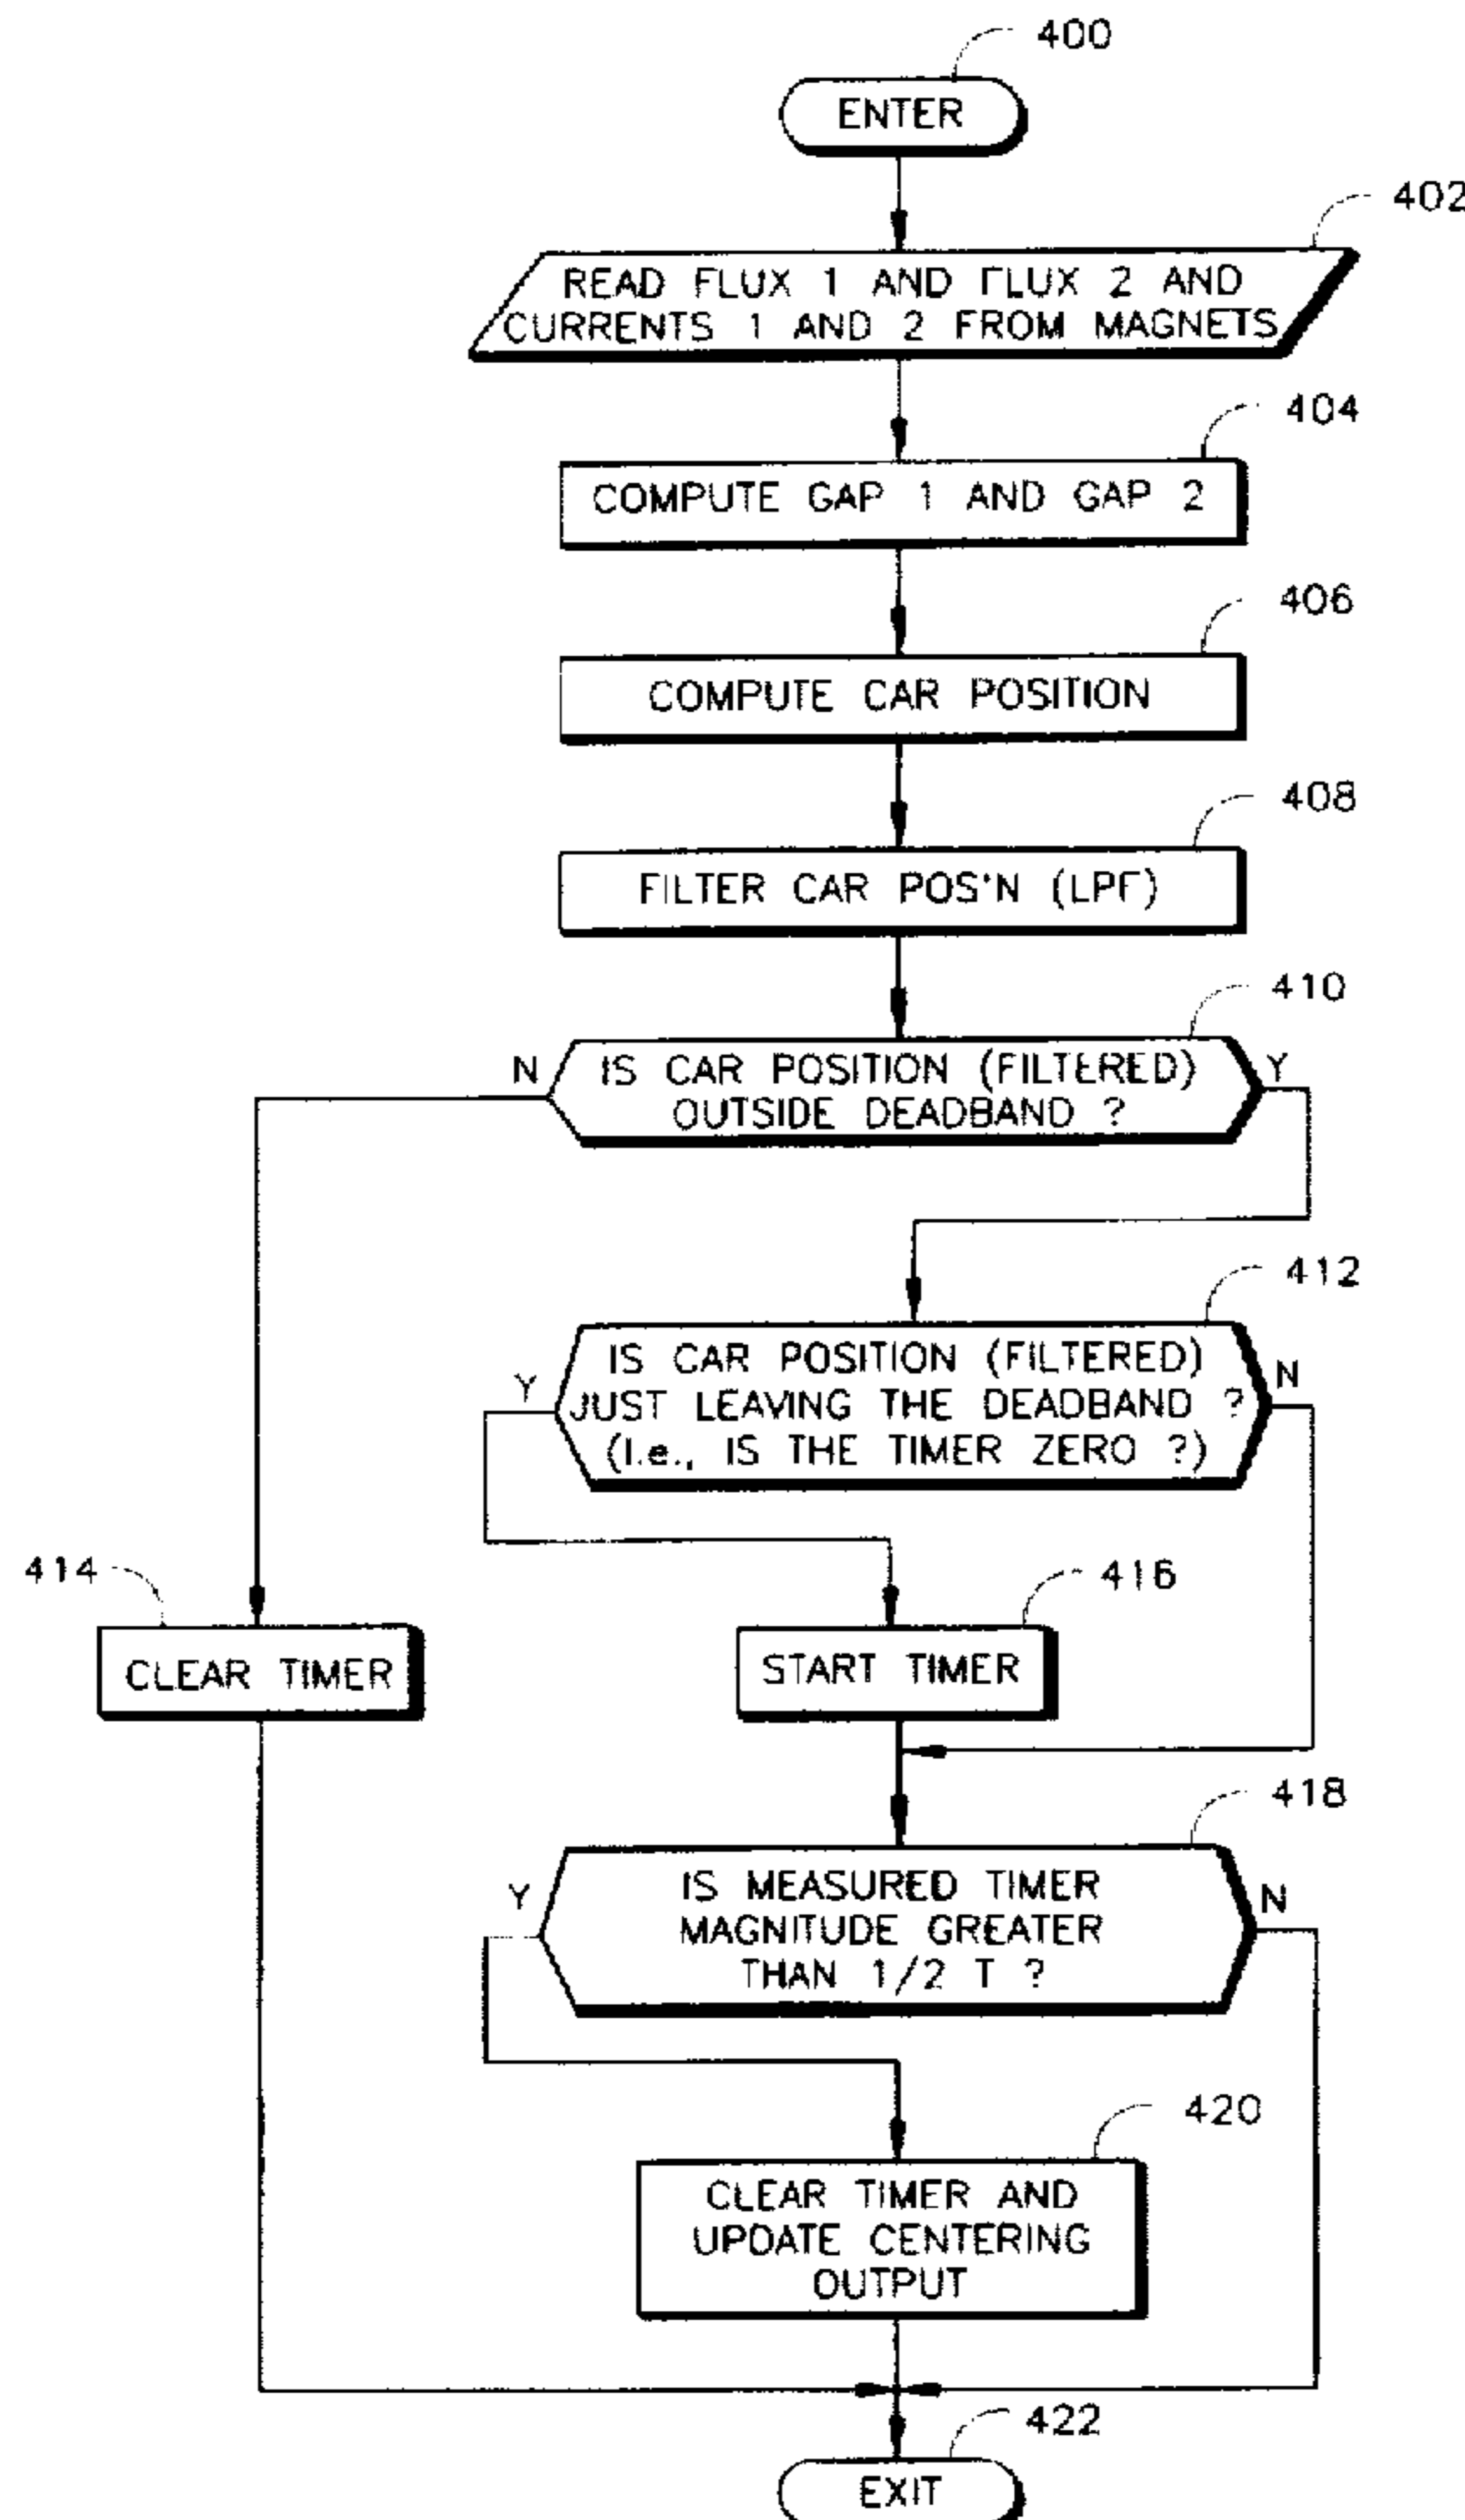 400
ENTER
402
READ FLUX 1 AND FLUX 2 AND
CURRENTS 1 AND 2 FROM MAGNETS
404
COMPUTE GAP 1 AND GAP 2
406
COMPUTE CAR POSITION
408
FILTER CAR POS'N (LPF)
410
N
IS CAR POSITION (FILTERED)
Y
OUTSIDE DEADBAND ?
412
IS CAR POSITION (FILTERED)
Y
N
JUST LEAVING THE DEADBAND ?
(i.e., IS THE TIMER ZERO ?)
414
416
CLEAR TIMER
START TIMER
418
Y
IS MEASURED TIMER
N
MAGNITUDE GREATER
THAN 1/2 T ?
420
CLEAR TIMER AND
UPDATE CENTERING
OUTPUT
422
EXIT